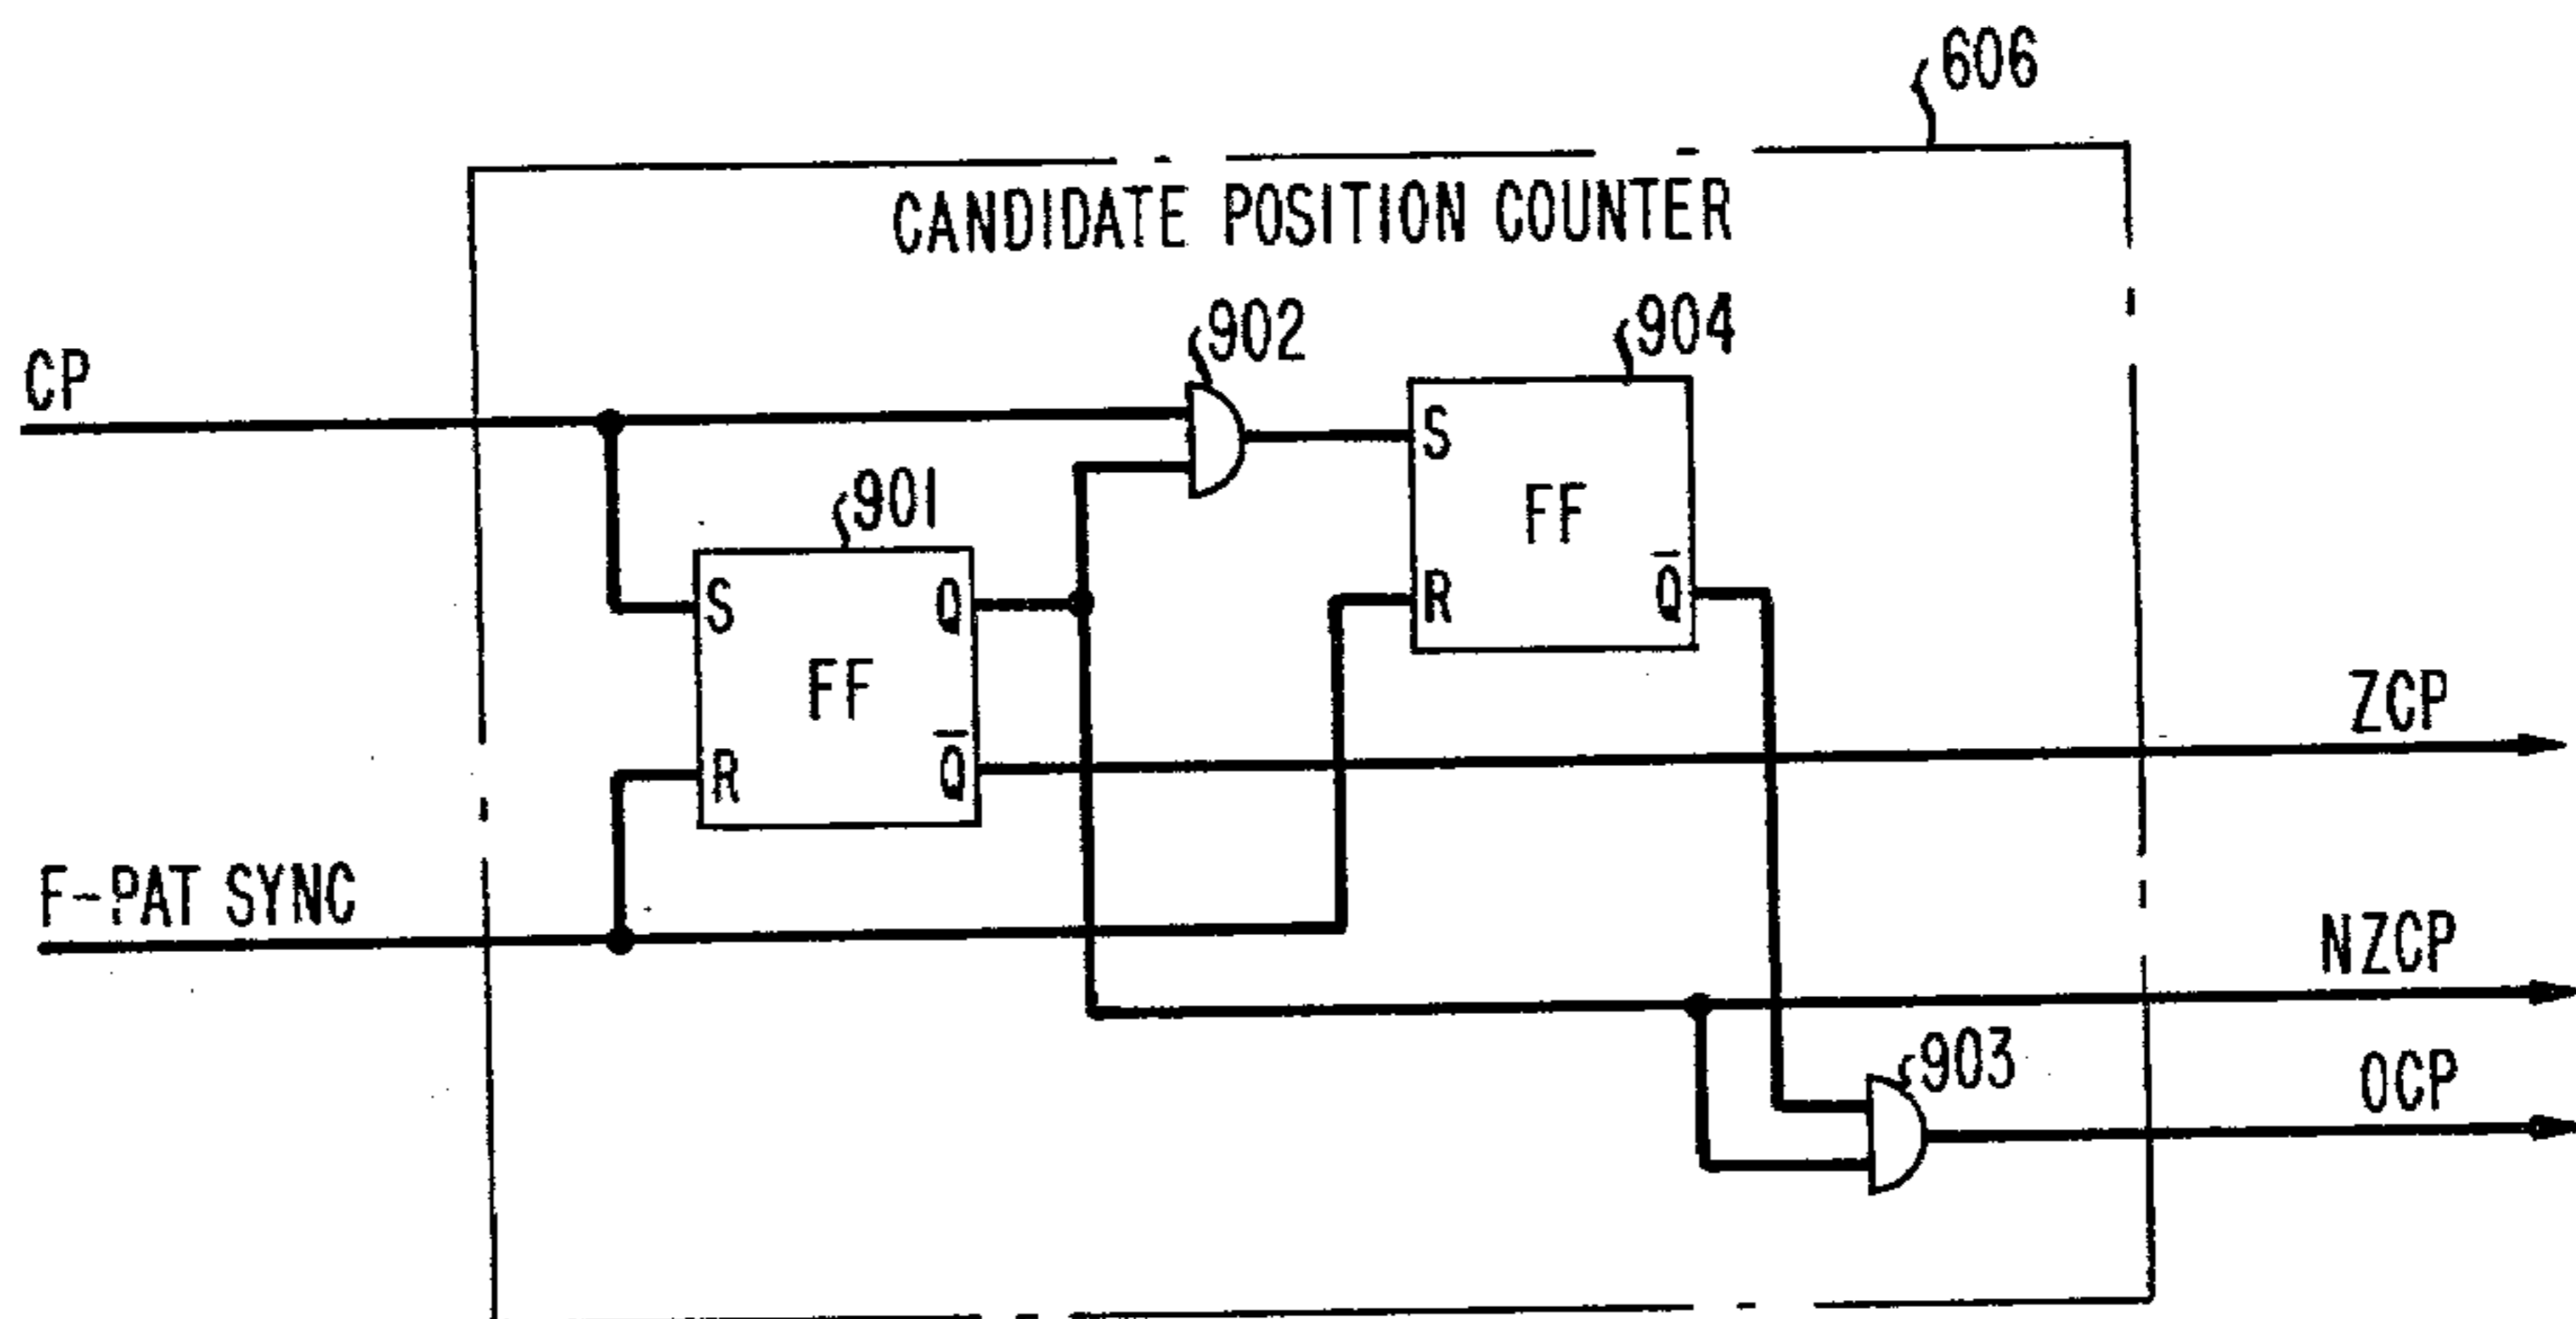 606
CANDIDATE POSITION COUNTER
902
904
CP
S
901
FF
S
Q
R
Q̅
FF
ZCP
R
Q̅
F-PAT SYNC
NZCP
903
OCP